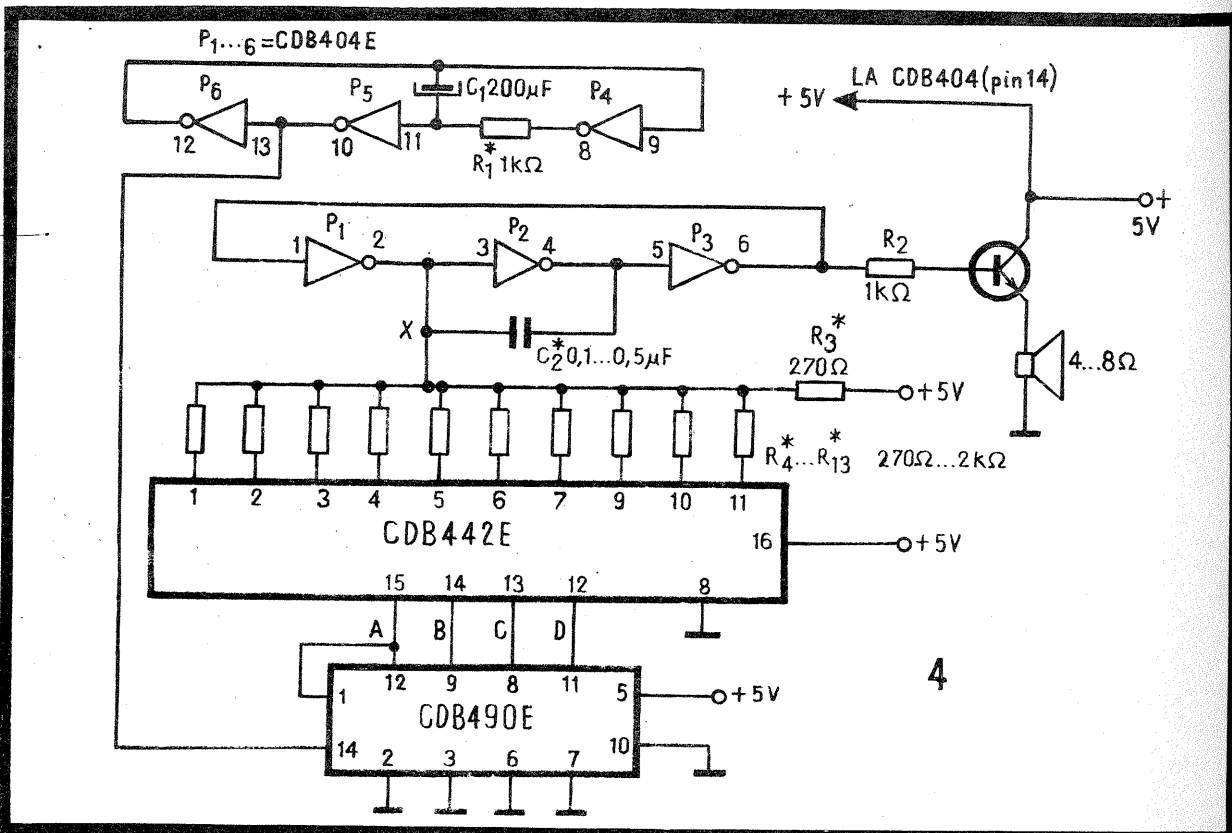 P1...6=CDB404E
P6
P5
C1 200µF
P4
LA CDB404(pin14)
+5V
12
13
10
11
8
9
R1* 1kΩ
+
5V
P1
P2
P3
1
2
3
4
5
6
R2
1kΩ
X
C2* 0,1...0,5µF
R3*
270Ω
+5V
4...8Ω
R4*...R13* 270Ω...2kΩ
1 2 3 4 5 6 7 9 10 11
CDB442E
16
+5V
15 14 13 12 8
A B C D
12 9 8 11
1
5
+5V
CDB490E
14
10
2 3 6 7
4